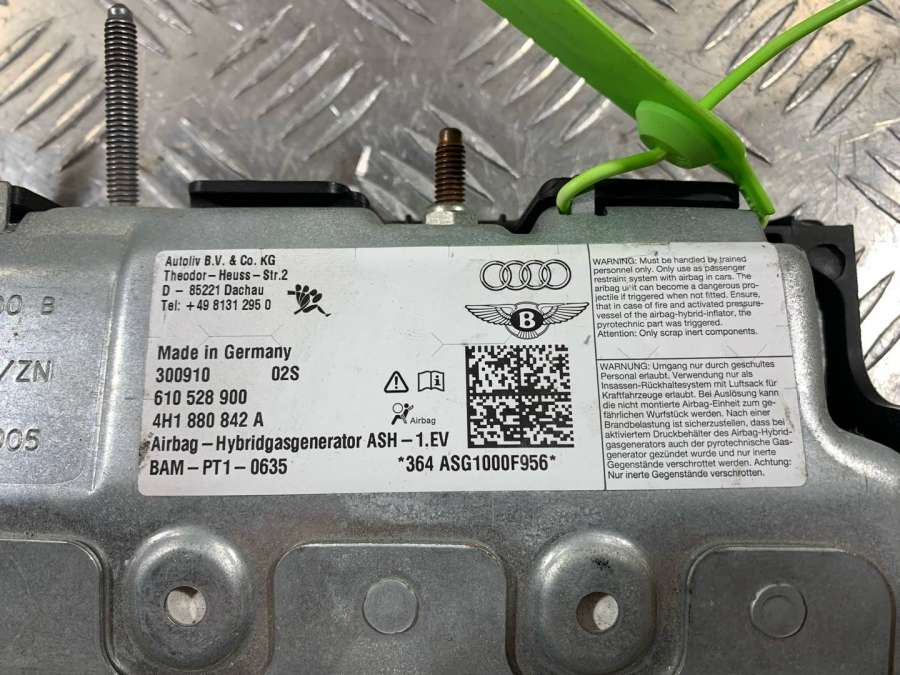 Autoliv B.V. & Co. KG
Theodor-Heuss-Str.2
D - 85221 Dachau
Tel: +49 8131 295 0
Made in Germany
300910 02S
610 528 900
4H1 880 842 A
Airbag-Hybridgasgenerator ASH-1.EV
BAM-PT1-0635 *364 ASG1000F956*
B
Airbag
WARNING: Must be handled by trained
personnel only. Only use as passenger
restraint system with airbag in cars. The
aribag unit can become a dangerous pro-
jectile if triggered when not fitted. Ensure,
that in case of fire and activated presure-
vessel of the airbag-hybrid-inflator, the
pyrotechnic part was triggered.
Attention: Only scrap inert components.
WARNUNG: Umgang nur durch geschultes
Personal erlaubt. Verwendung nur als
Insassen-Rückhaltesystem mit Luftsack für
Kraftfahrzeuge erlaubt. Bei Auslösung kann
die nicht montierte Airbag-Einheit zum ge-
fährlichen Wurfstück werden. Nach einer
Brandbelastung ist sicherzustellen, dass bei
aktiviertem Druckbehälter des Airbag-Hybrid-
gasgenerators auch der pyrotechnische Gas-
generator gezündet wurde und nur inerte
Gegenstände verschrottet werden. Achtung:
Nur inerte Gegenstände verschrotten.
00 B
/ZN
005